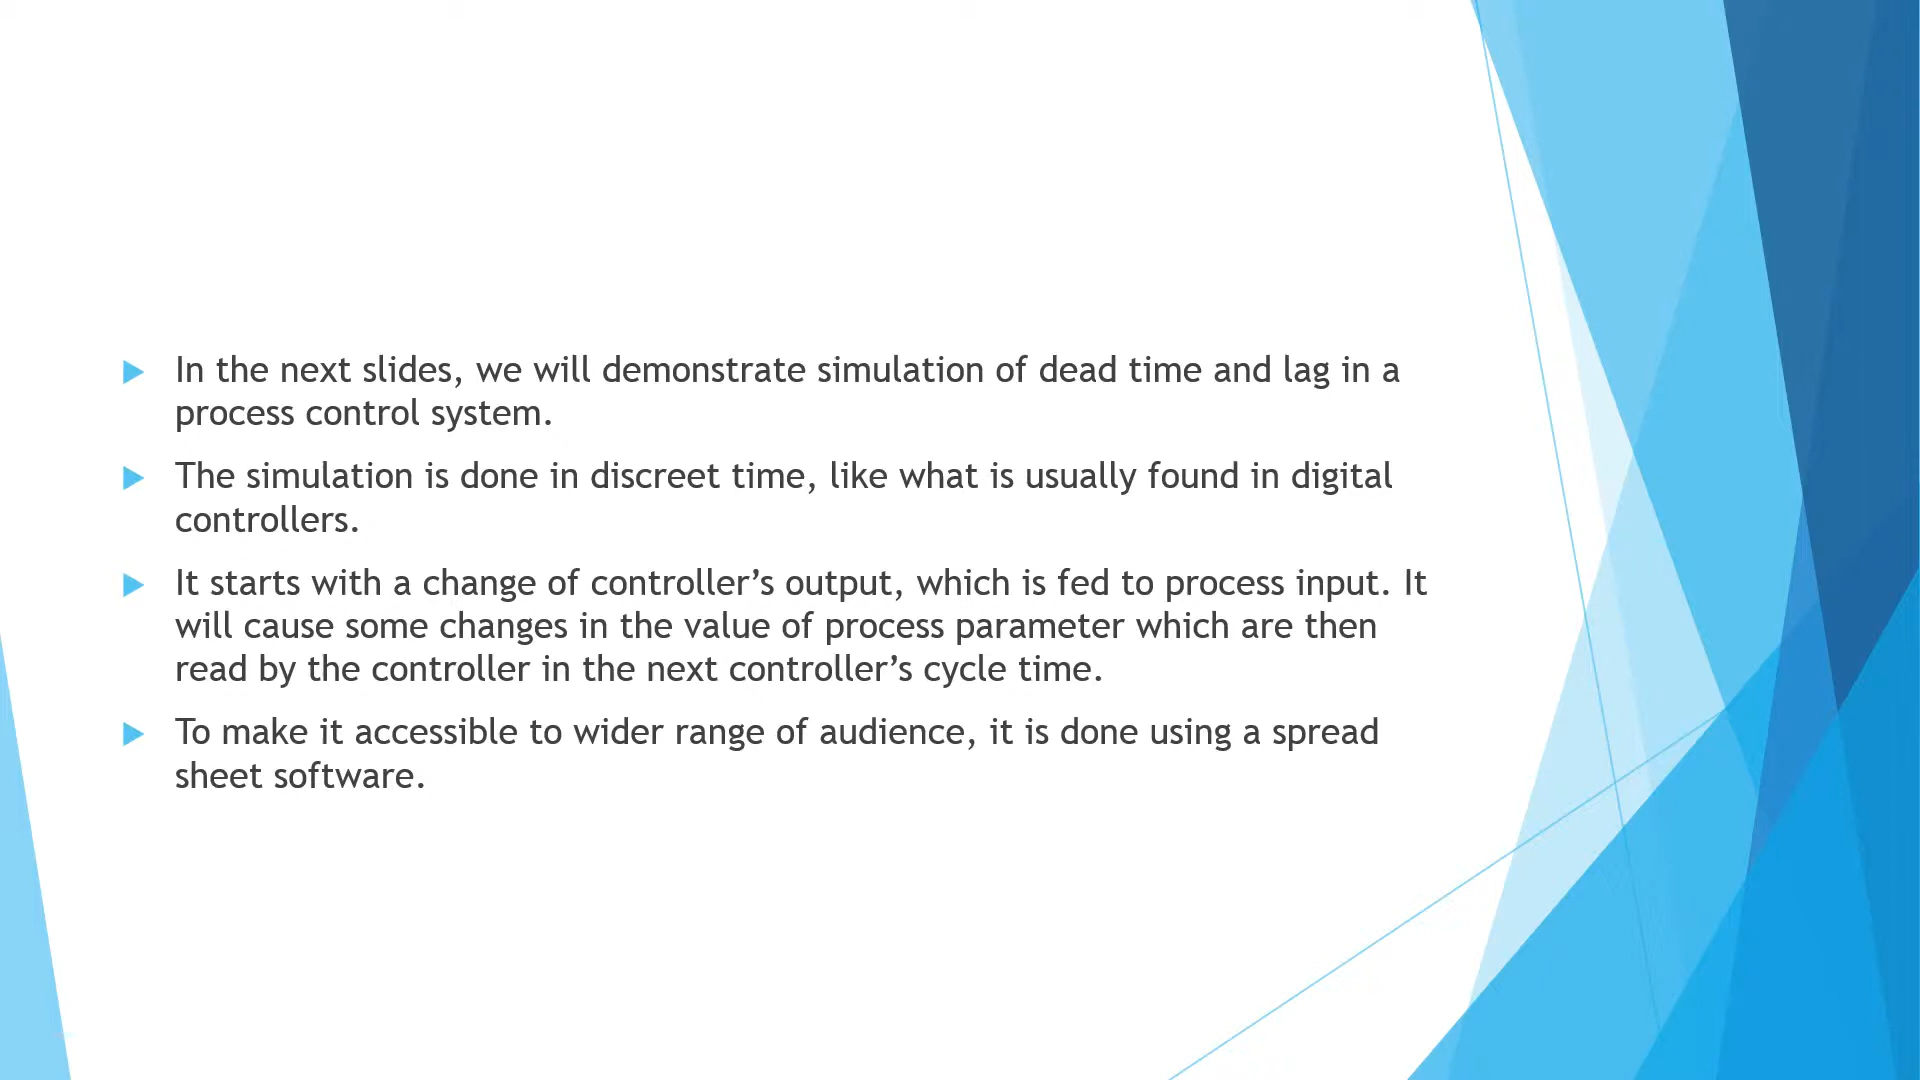 In the next slides, we will demonstrate simulation of dead time and lag in a
process control system.
The simulation is done in discreet time, like what is usually found in digital
controllers.
It starts with a change of controller’s output, which is fed to process input. It
will cause some changes in the value of process parameter which are then
read by the controller in the next controller’s cycle time.
To make it accessible to wider range of audience, it is done using a spread
sheet software.